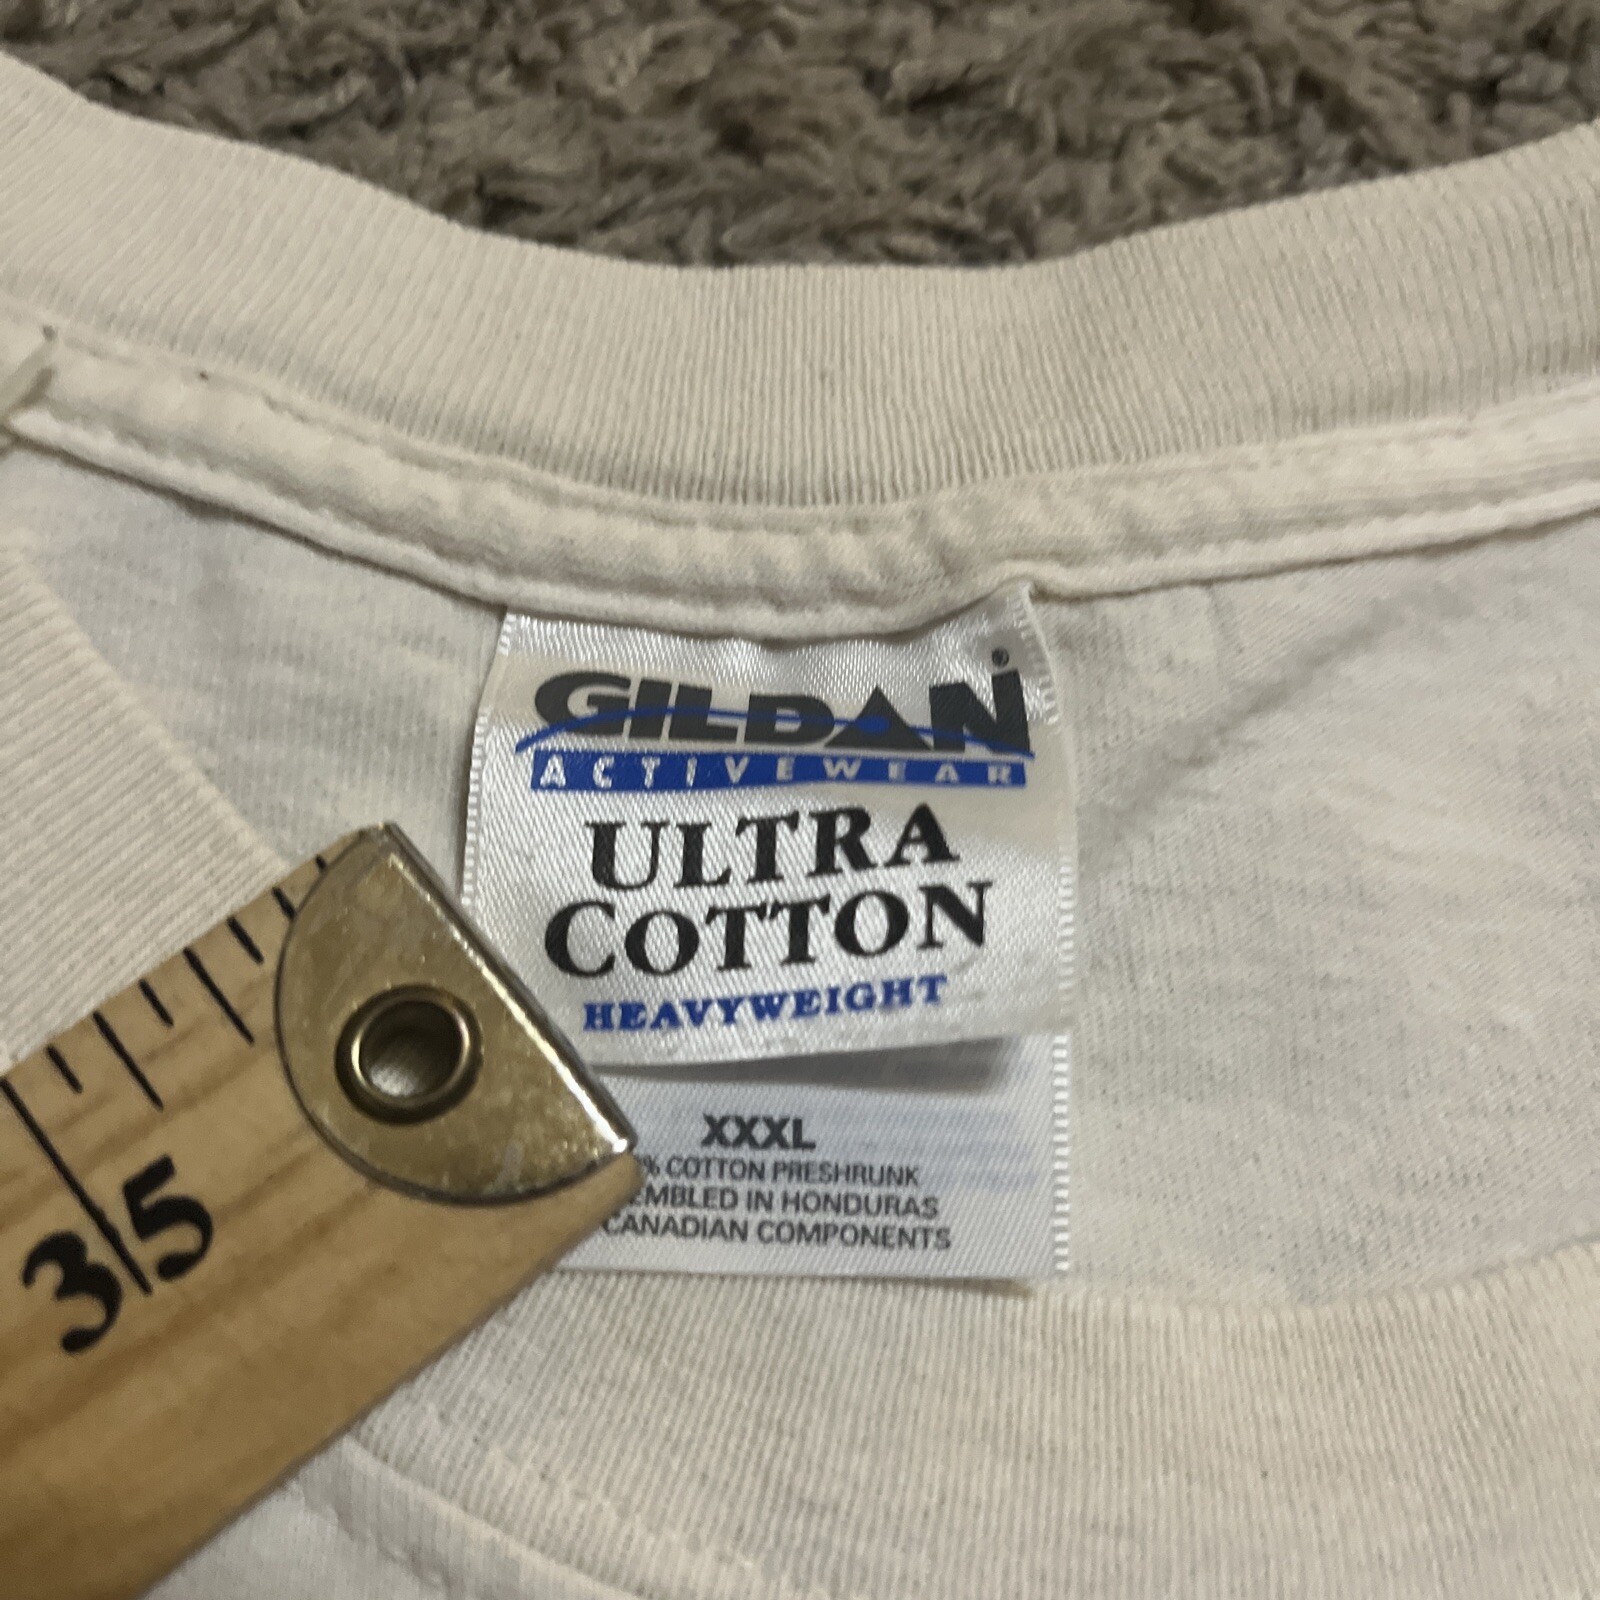 GILDAN®
ACTIVEWEAR
ULTRA
COTTON
HEAVYWEIGHT
XXXL
% COTTON PRESHRUNK
EMBLED IN HONDURAS
CANADIAN COMPONENTS
35